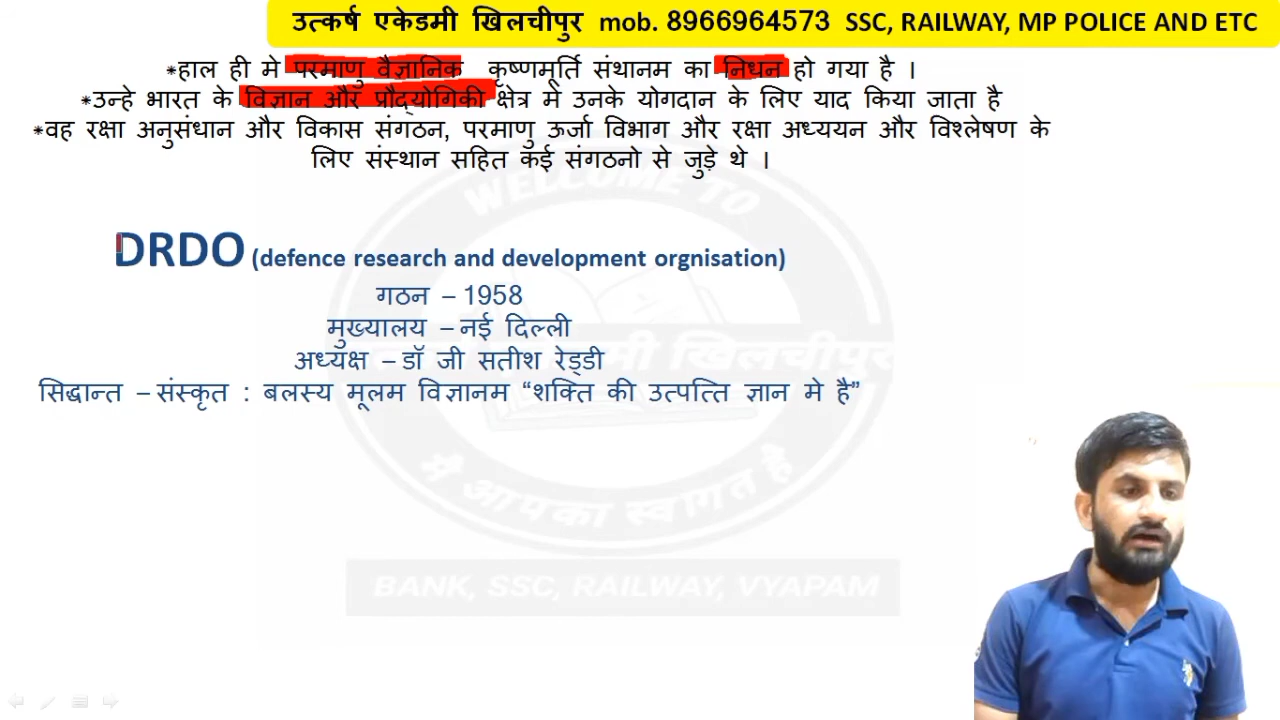 उत्कर्ष एकेडमी खिलचीपुर mob. 8966964573 SSC, RAILWAY, MP POLICE AND ETC
*हाल ही मे परमाणु वैज्ञानिक कृष्णमूर्ति संथानम का निधन हो गया है ।
*उन्हे भारत के विज्ञान और प्रौद्योगिकी क्षेत्र में उनके योगदान के लिए याद किया जाता है
*वह रक्षा अनुसंधान और विकास संगठन, परमाणु ऊर्जा विभाग और रक्षा अध्ययन और विश्लेषण के
लिए संस्थान सहित कई संगठनो से जुड़े थे ।
WELCOME TO
DRDO (defence research and development orgnisation)
गठन – 1958
मुख्यालय – नई दिल्ली
अध्यक्ष – डॉ जी सतीश रेड्डी
सिद्धान्त – संस्कृत : बलस्य मूलम विज्ञानम “शक्ति की उत्पत्ति ज्ञान मे है”
मै आपका स्वागत है
BANK, SSC, RAILWAY, VYAPAM